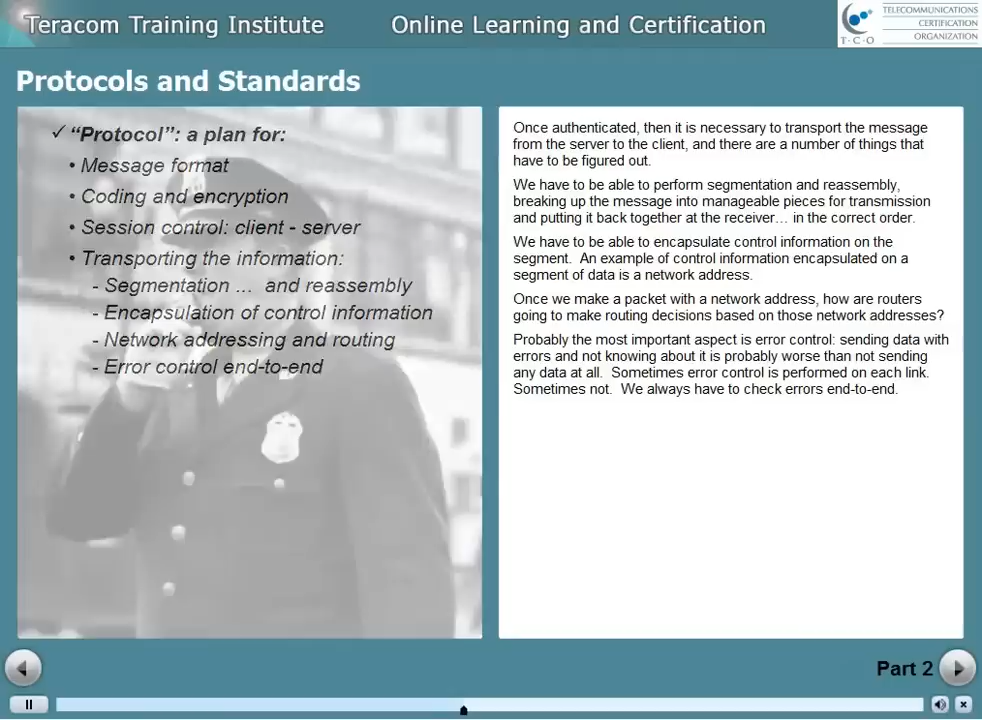 Teracom Training Institute
Online Learning and Certification
TELECOMMUNICATIONS
CERTIFICATION
ORGANIZATION
T·C·O
Protocols and Standards
✓ “Protocol”: a plan for:
• Message format
• Coding and encryption
• Session control: client - server
• Transporting the information:
- Segmentation ... and reassembly
- Encapsulation of control information
- Network addressing and routing
- Error control end-to-end
Once authenticated, then it is necessary to transport the message
from the server to the client, and there are a number of things that
have to be figured out.
We have to be able to perform segmentation and reassembly,
breaking up the message into manageable pieces for transmission
and putting it back together at the receiver… in the correct order.
We have to be able to encapsulate control information on the
segment.  An example of control information encapsulated on a
segment of data is a network address.
Once we make a packet with a network address, how are routers
going to make routing decisions based on those network addresses?
Probably the most important aspect is error control: sending data with
errors and not knowing about it is probably worse than not sending
any data at all.  Sometimes error control is performed on each link.
Sometimes not.  We always have to check errors end-to-end.
Part 2